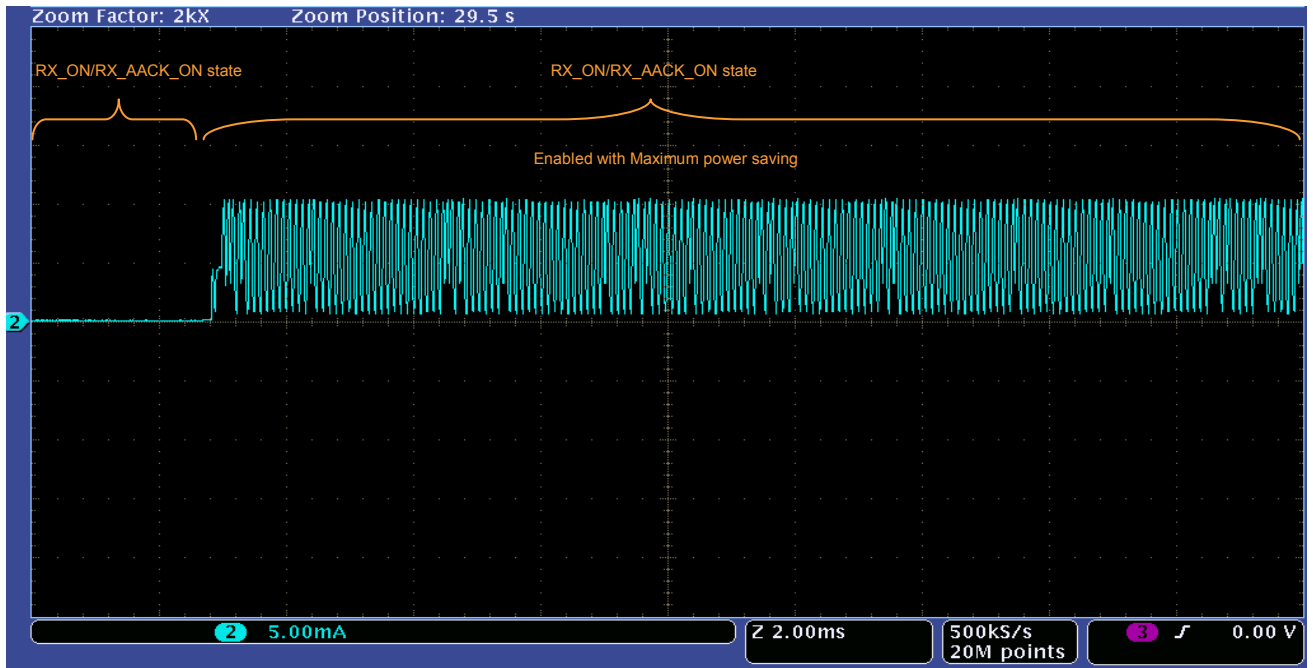 Zoom Factor: 2kX Zoom Position: 29.5 s
RX_ON/RX_AACK_ON state RX_ON/RX_AACK_ON state
Enabled with Maximum power saving
2
2 5.00mA Z 2.00ms 500kS/s 3 0.00 V
20M points